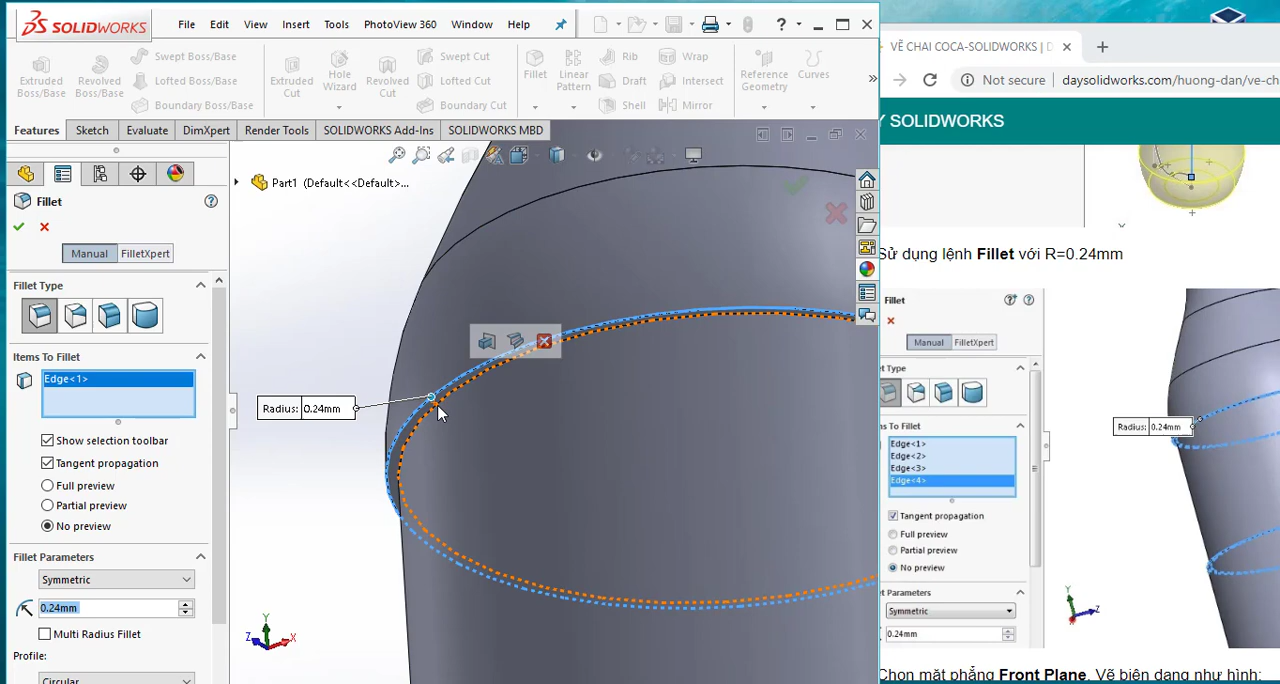 SOLIDWORKS
File Edit View Insert Tools PhotoView 360 Window Help
Extruded Boss/Base
Revolved Boss/Base
Swept Boss/Base
Lofted Boss/Base
Boundary Boss/Base
Extruded Cut
Hole Wizard
Revolved Cut
Swept Cut
Lofted Cut
Boundary Cut
Fillet
Linear Pattern
Rib
Draft
Shell
Wrap
Intersect
Mirror
Reference Geometry
Curves
Features Sketch Evaluate DimXpert Render Tools SOLIDWORKS Add-Ins SOLIDWORKS MBD
Part1 (Default<<Default>...
Fillet
Manual FilletXpert
Fillet Type
Items To Fillet
Edge<1>
Show selection toolbar
Tangent propagation
Full preview
Partial preview
No preview
Fillet Parameters
Symmetric
0.24mm
Multi Radius Fillet
Profile:
Circular
Radius: 0.24mm
Y
Z X
VẼ CHAI COCA-SOLIDWORKS | D
Not secure daysolidworks.com/huong-dan/ve-ch
Y SOLIDWORKS
Sử dụng lệnh Fillet với R=0.24mm
Fillet
Manual FilletXpert
t Type
ms To Fillet
Edge<1>
Edge<2>
Edge<3>
Edge<4>
Tangent propagation
Full preview
Partial preview
No preview
t Parameters
Symmetric
0.24mm
Radius: 0.24mm
Y
Z
Chọn mặt phẳng Front Plane. Vẽ biên dạng như hình: